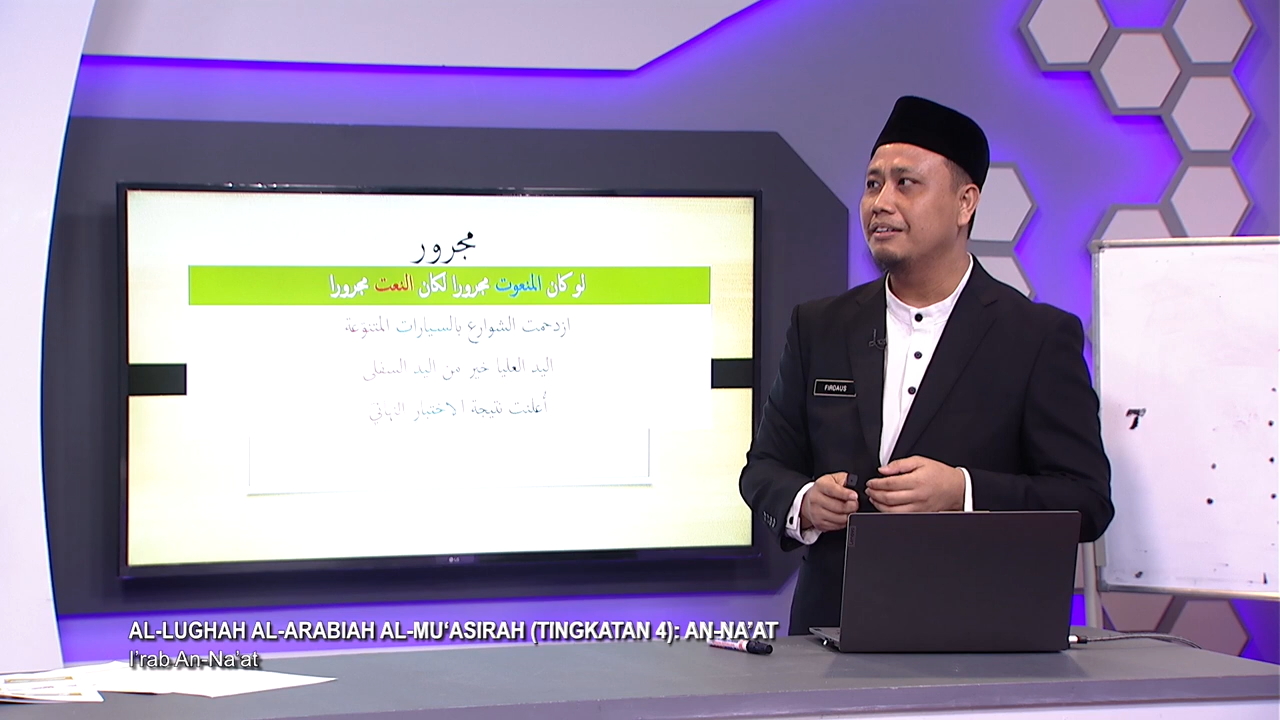 مجرور
لو كان المنعوت مجرورا لكان النعت مجرورا
ازدحمت الشوارع بالسيارات المتنوعة
اليد العليا خير من اليد السفلى
أعلنت نتيجة الاختبار النهائي
FIRDAUS
LG
AL-LUGHAH AL-ARABIAH AL-MU‘ASIRAH (TINGKATAN 4): AN-NA’AT
I’rab An-Na‘at